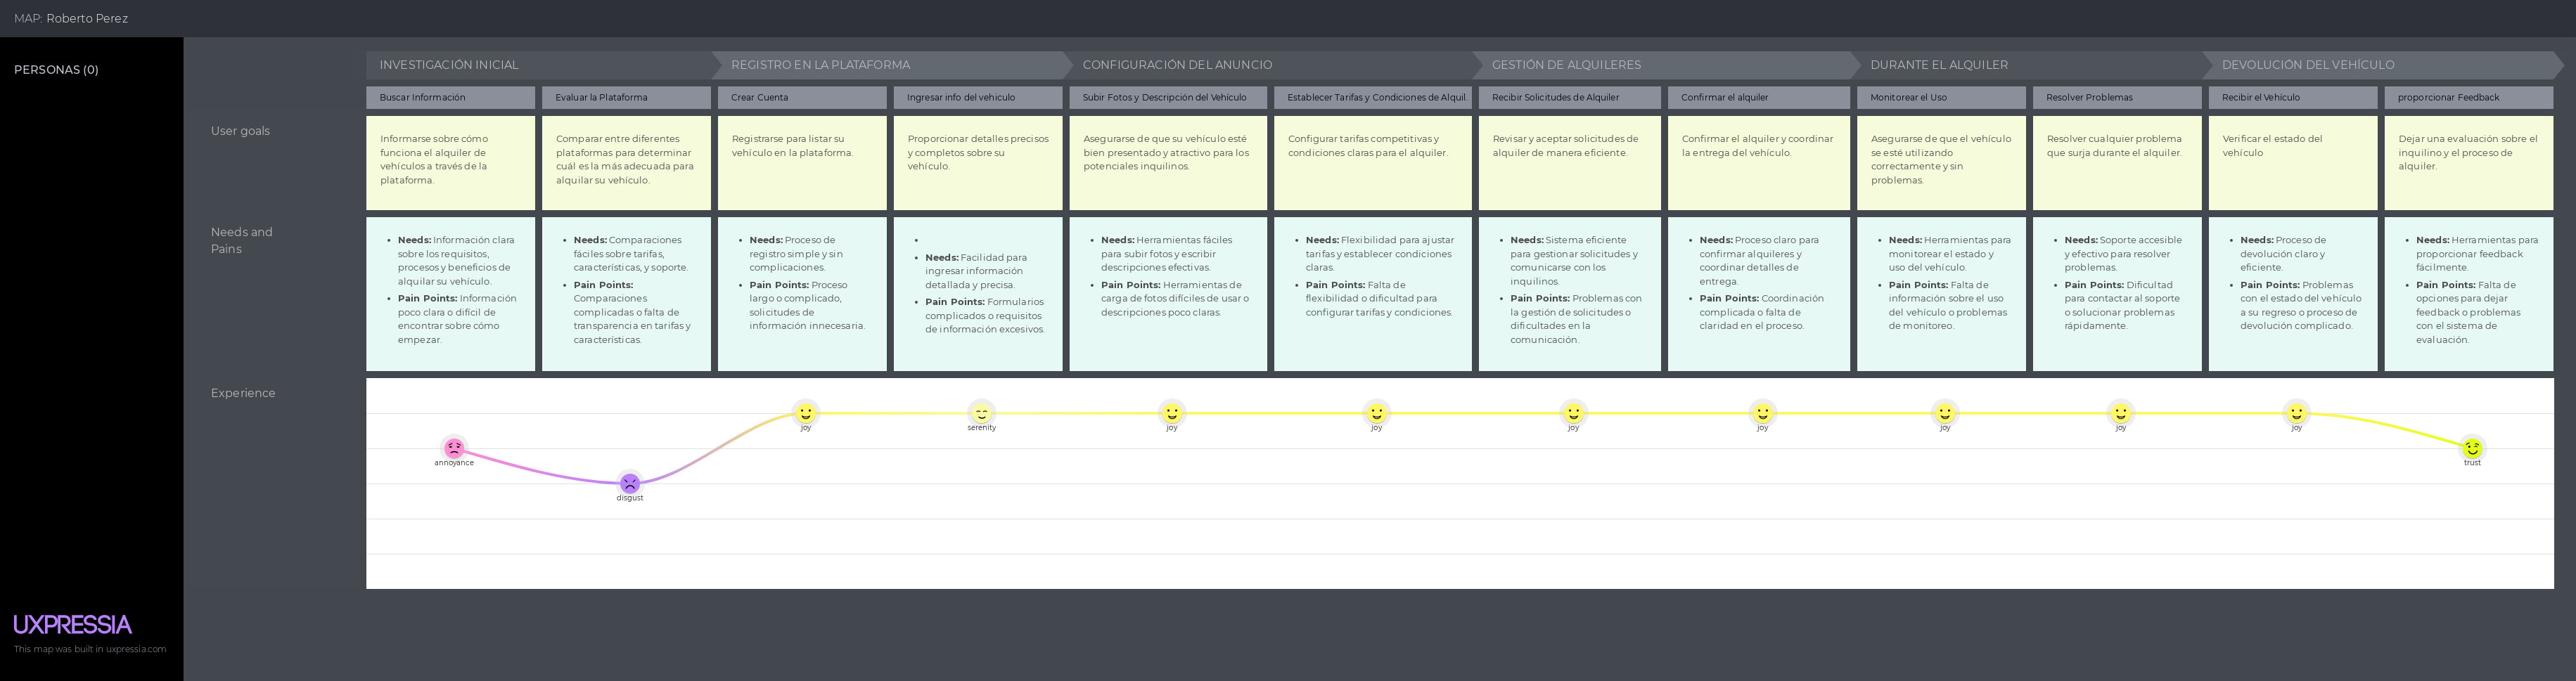 MAP: Roberto Perez
PERSONAS (0)
INVESTIGACIÓN INICIAL
REGISTRO EN LA PLATAFORMA
CONFIGURACIÓN DEL ANUNCIO
GESTIÓN DE ALQUILERES
DURANTE EL ALQUILER
DEVOLUCIÓN DEL VEHÍCULO
Buscar Información
Evaluar la Plataforma
Crear Cuenta
Ingresar info del vehiculo
Subir Fotos y Descripción del Vehículo
Establecer Tarifas y Condiciones de Alquil
Recibir Solicitudes de Alquiler
Confirmar el alquiler
Monitorear el Uso
Resolver Problemas
Recibir el Vehículo
proporcionar Feedback
User goals
Informarse sobre cómo
funciona el alquiler de
vehículos a través de la
plataforma.
Comparar entre diferentes
plataformas para determinar
cuál es la más adecuada para
alquilar su vehículo.
Registrarse para listar su
vehículo en la plataforma.
Proporcionar detalles precisos
y completos sobre su
vehículo.
Asegurarse de que su vehículo esté
bien presentado y atractivo para los
potenciales inquilinos.
Configurar tarifas competitivas y
condiciones claras para el alquiler.
Revisar y aceptar solicitudes de
alquiler de manera eficiente.
Confirmar el alquiler y coordinar
la entrega del vehículo.
Asegurarse de que el vehículo
se esté utilizando
correctamente y sin
problemas.
Resolver cualquier problema
que surja durante el alquiler.
Verificar el estado del
vehículo
Dejar una evaluación sobre el
inquilino y el proceso de
alquiler.
Needs and
Pains
• Needs: Información clara
sobre los requisitos,
procesos y beneficios de
alquilar su vehículo.
• Pain Points: Información
poco clara o difícil de
encontrar sobre cómo
empezar.
• Needs: Comparaciones
fáciles sobre tarifas,
características, y soporte.
• Pain Points:
Comparaciones
complicadas o falta de
transparencia en tarifas y
características.
• Needs: Proceso de
registro simple y sin
complicaciones.
• Pain Points: Proceso
largo o complicado,
solicitudes de
información innecesaria.
•
• Needs: Facilidad para
ingresar información
detallada y precisa.
• Pain Points: Formularios
complicados o requisitos
de información excesivos.
• Needs: Herramientas fáciles
para subir fotos y escribir
descripciones efectivas.
• Pain Points: Herramientas de
carga de fotos difíciles de usar o
descripciones poco claras.
• Needs: Flexibilidad para ajustar
tarifas y establecer condiciones
claras.
• Pain Points: Falta de
flexibilidad o dificultad para
configurar tarifas y condiciones.
• Needs: Sistema eficiente
para gestionar solicitudes y
comunicarse con los
inquilinos.
• Pain Points: Problemas con
la gestión de solicitudes o
dificultades en la
comunicación.
• Needs: Proceso claro para
confirmar alquileres y
coordinar detalles de
entrega.
• Pain Points: Coordinación
complicada o falta de
claridad en el proceso.
• Needs: Herramientas para
monitorear el estado y
uso del vehículo.
• Pain Points: Falta de
información sobre el uso
del vehículo o problemas
de monitoreo.
• Needs: Soporte accesible
y efectivo para resolver
problemas.
• Pain Points: Dificultad
para contactar al soporte
o solucionar problemas
rápidamente.
• Needs: Proceso de
devolución claro y
eficiente.
• Pain Points: Problemas
con el estado del vehículo
a su regreso o proceso de
devolución complicado.
• Needs: Herramientas para
proporcionar feedback
fácilmente.
• Pain Points: Falta de
opciones para dejar
feedback o problemas
con el sistema de
evaluación.
Experience
annoyance
disgust
joy
serenity
joy
joy
joy
joy
joy
joy
joy
trust
UXPRESSIA
This map was built in uxpressia.com